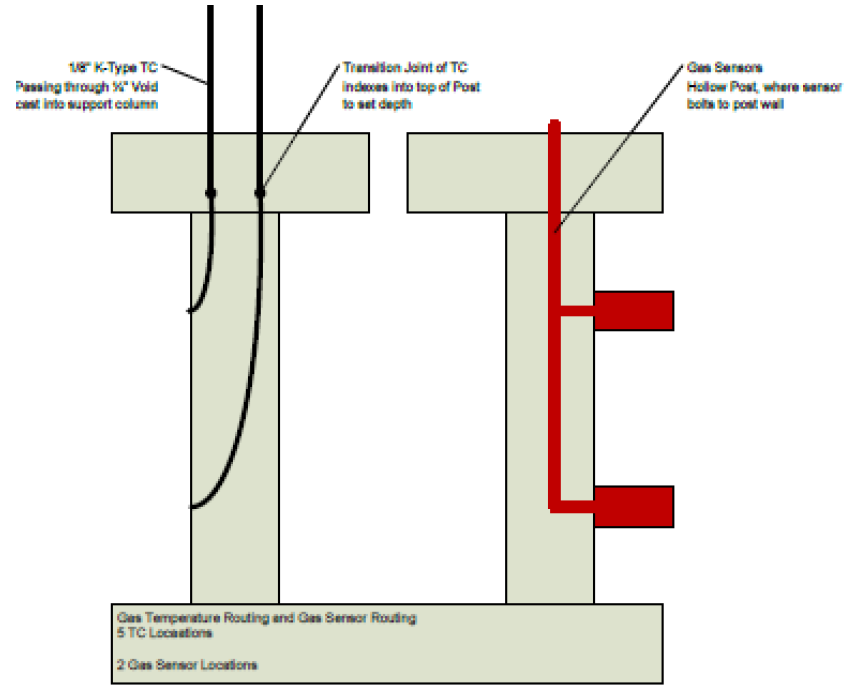 1/8" K-Type TC
Passing through ¼" Void
cast into support column
Transition Joint of TC
indexes into top of Post
to set depth
Gas Sensors
Hollow Post, where sensor
bolts to post wall
Gas Temperature Routing and Gas Sensor Routing
5 TC Locaations
2 Gas Sensor Locations